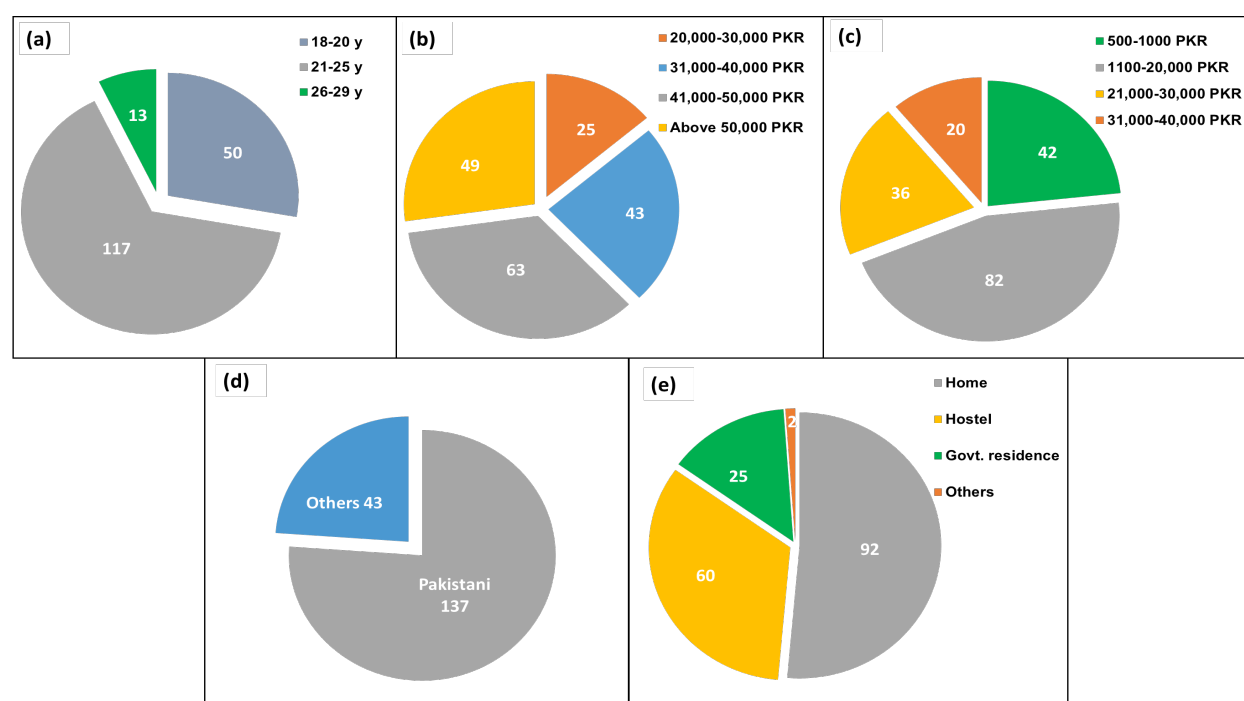 (a)
18-20 y
21-25 y
26-29 y
13
50
117
(b)
20,000-30,000 PKR
31,000-40,000 PKR
41,000-50,000 PKR
Above 50,000 PKR
25
49
43
63
(c)
500-1000 PKR
1100-20,000 PKR
21,000-30,000 PKR
31,000-40,000 PKR
20
42
36
82
(d)
Others 43
Pakistani
137
(e)
Home
Hostel
Govt. residence
Others
2
25
92
60